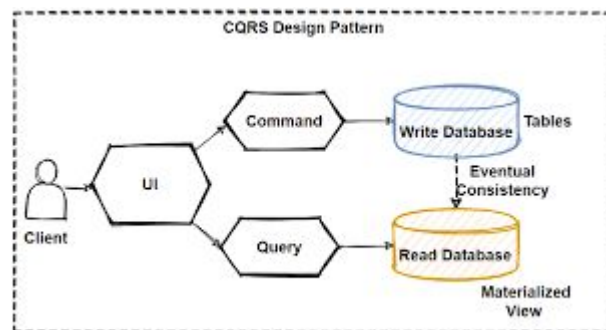 CQRS Design Pattern
Command
Write Database
Tables
UI
Eventual
Consistency
Client
Query
Read Database
Materialized
View